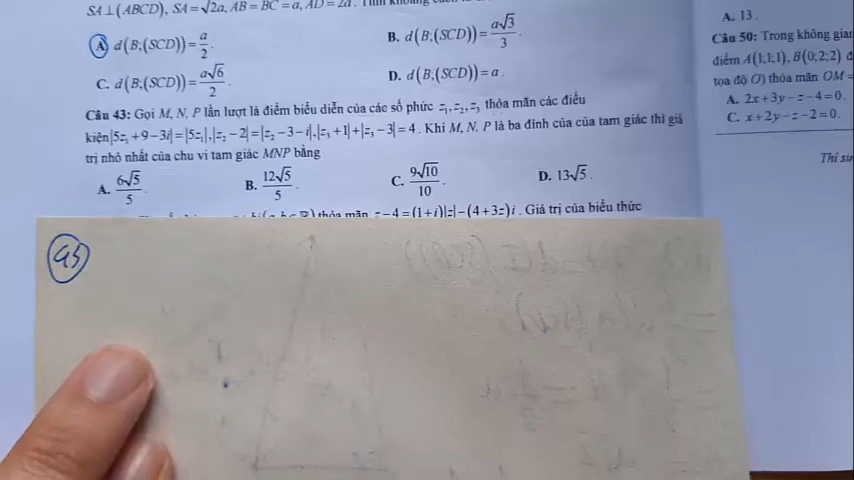 SA ⊥ (ABCD), SA = √2a, AB = BC = a, AD = 2a.
A. d(B;(SCD)) = a/2.
B. d(B;(SCD)) = a√3/3.
C. d(B;(SCD)) = a√6/2.
D. d(B;(SCD)) = a.
Câu 43: Gọi M, N, P lần lượt là điểm biểu diễn của các số phức z₁, z₂, z₃ thỏa mãn các điều
kiện |5z₁ + 9 − 3i| = |5z₁|, |z₂ − 2| = |z₂ − 3 − i|, |z₃ + 1| + |z₃ − 3| = 4. Khi M, N, P là ba đỉnh của của tam giác thì giá
trị nhỏ nhất của chu vi tam giác MNP bằng
A. 6√5/5.
B. 12√5/5.
C. 9√10/10.
D. 13√5.
thỏa mãn z − 4 = (1 + i)|z| − (4 + 3z)i. Giá trị của biểu thức
A. 13.
Câu 50: Trong không gian
điểm A(1;1;1), B(0;2;2)
tọa độ O) thỏa mãn OM =
A. 2x + 3y − z − 4 = 0.
C. x + 2y − z − 2 = 0.
Thí si